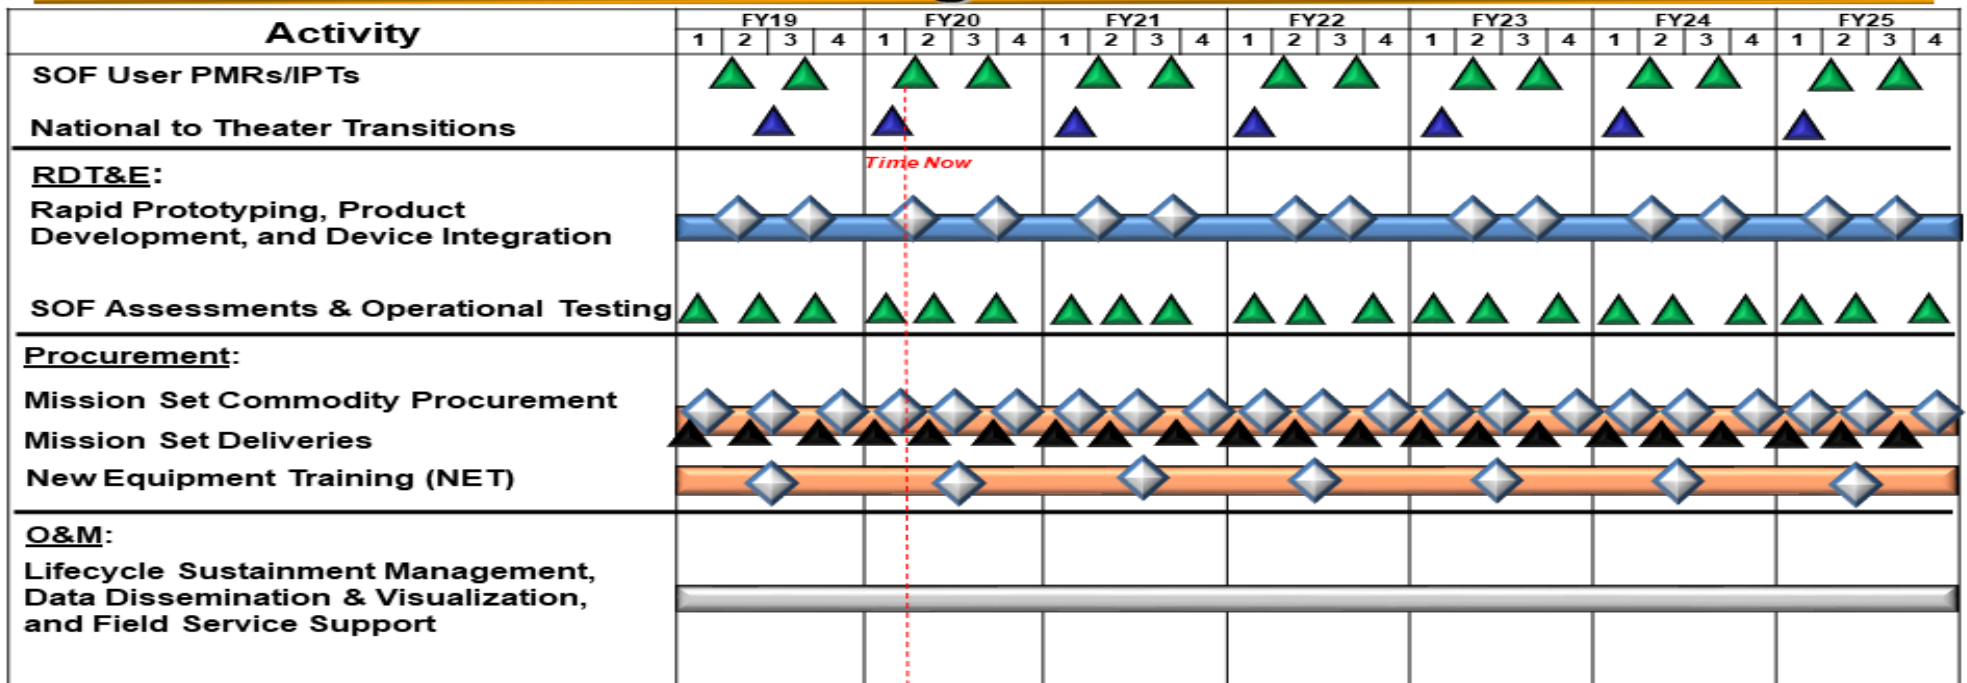 Activity
FY19 FY20 FY21 FY22 FY23 FY24 FY25
1 2 3 4 1 2 3 4 1 2 3 4 1 2 3 4 1 2 3 4 1 2 3 4 1 2 3 4
SOF User PMRs/IPTs
National to Theater Transitions
Time Now
RDT&E:
Rapid Prototyping, Product
Development, and Device Integration
SOF Assessments & Operational Testing
Procurement:
Mission Set Commodity Procurement
Mission Set Deliveries
New Equipment Training (NET)
O&M:
Lifecycle Sustainment Management,
Data Dissemination & Visualization,
and Field Service Support